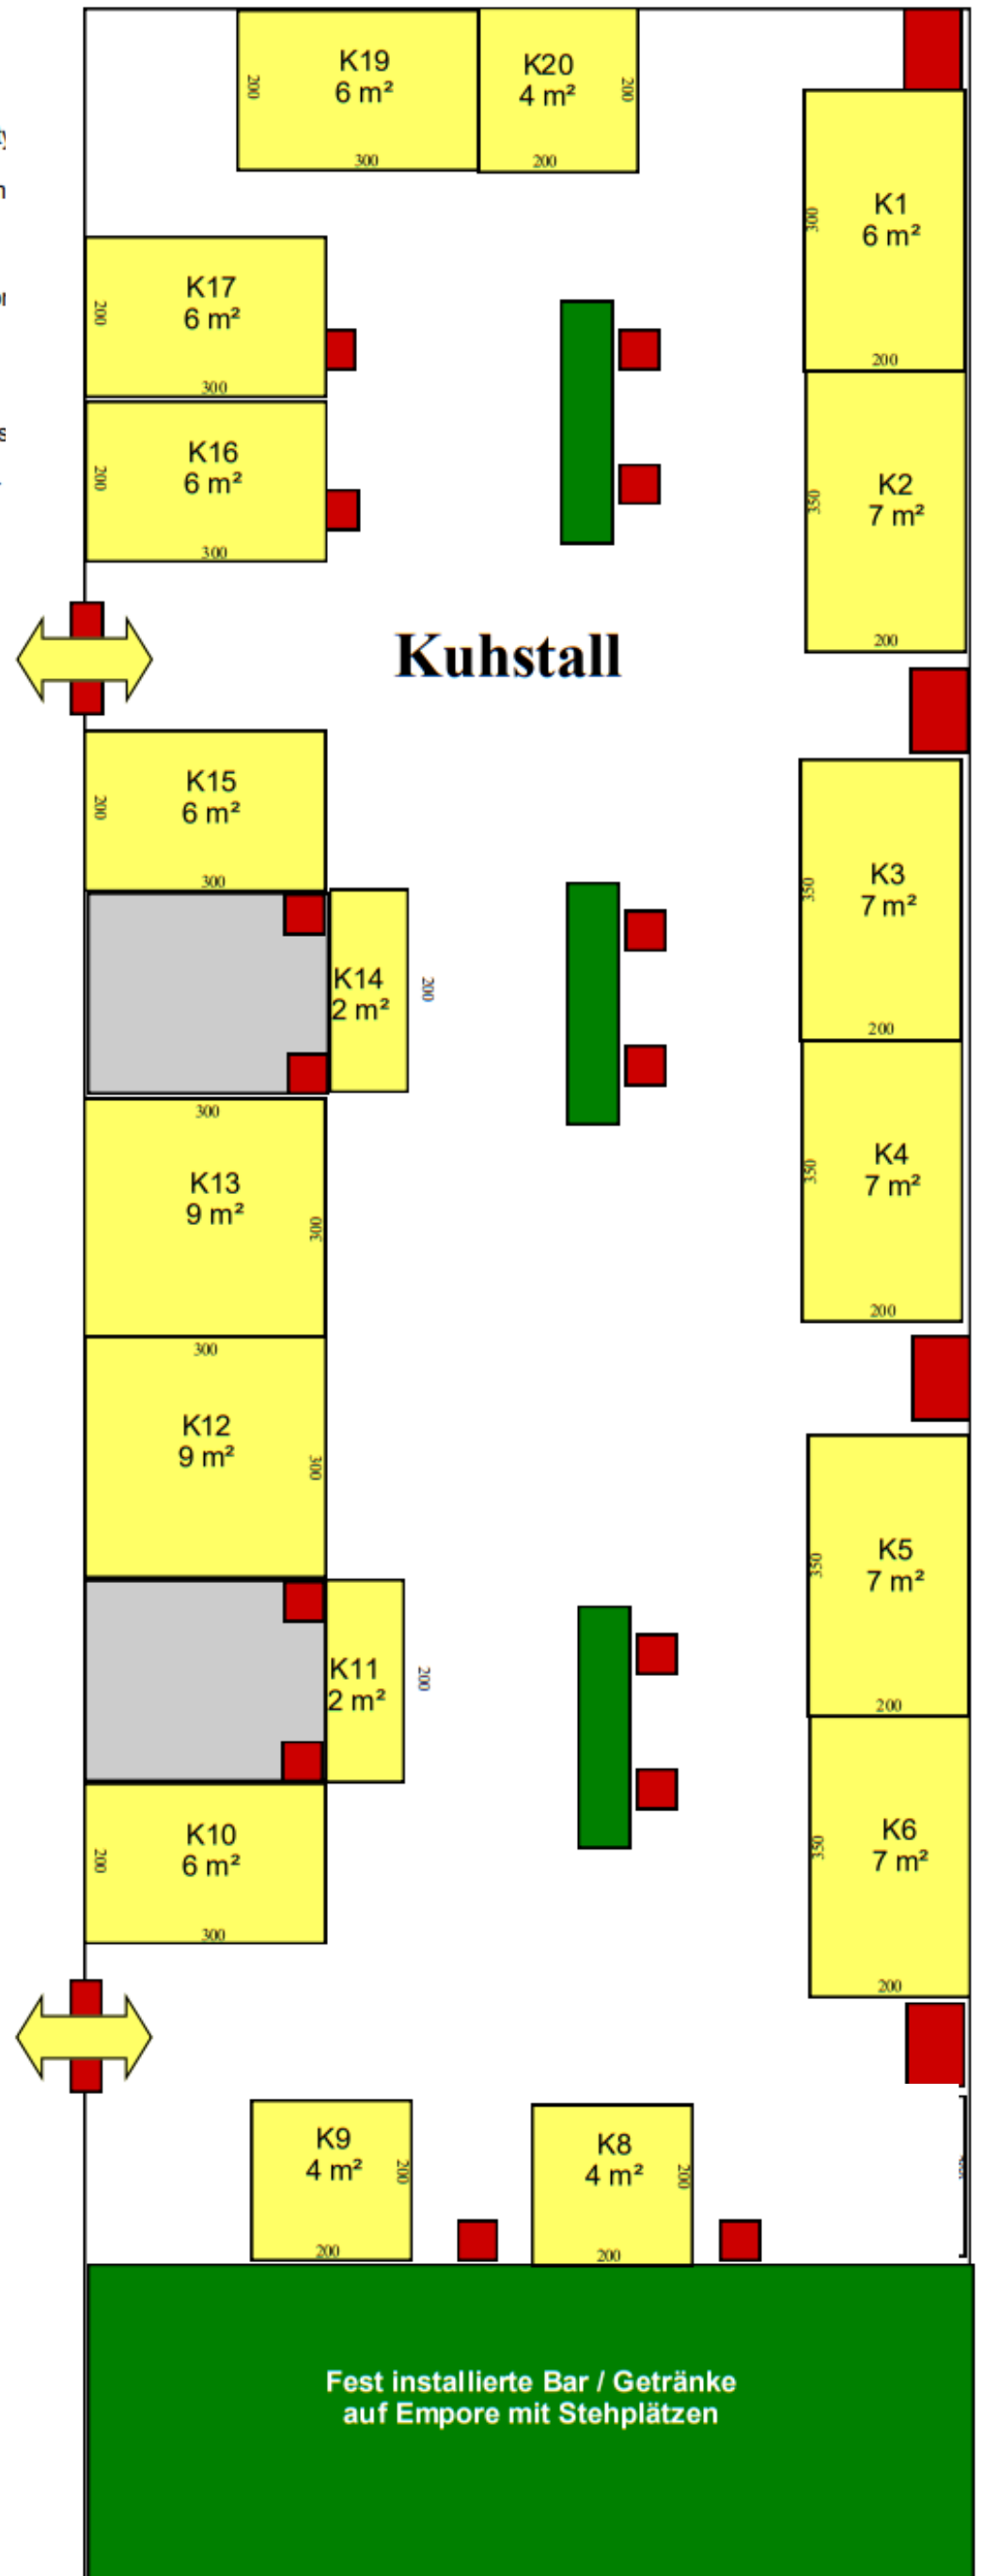 K19
6 m²
200
300
K20
4 m²
200
200
K1
6 m²
300
200
K17
6 m²
200
300
K16
6 m²
200
300
K2
7 m²
350
200
Kuhstall
K15
6 m²
200
300
K3
7 m²
350
200
K14
2 m²
200
K13
9 m²
300
300
K4
7 m²
350
200
K12
9 m²
300
300
K5
7 m²
350
200
K11
2 m²
200
K10
6 m²
200
300
K6
7 m²
350
200
K9
4 m²
200
200
K8
4 m²
200
200
Fest installierte Bar / Getränke
auf Empore mit Stehplätzen